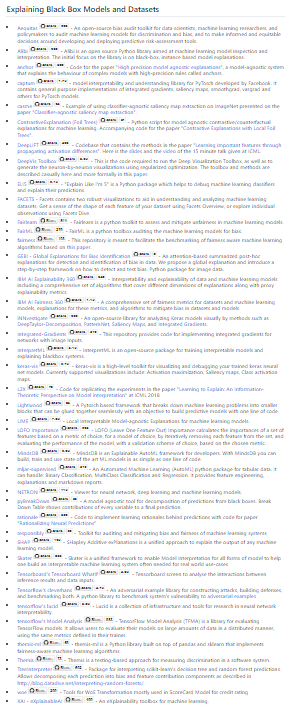 Explaining Black Box Models and Datasets
Aequitas - An open-source bias audit toolkit for data scientists, machine learning researchers, and
policymakers to audit machine learning models for discrimination and bias, and to make informed and equitable
decisions around developing and deploying predictive risk-assessment tools.
Alibi - Alibi is an open source Python library aimed at machine learning model inspection and
interpretation. The initial focus on the library is on black-box, instance based model explanations.
anchor - Code for the paper "High precision model agnostic explanations", a model-agnostic system
that explains the behaviour of complex models with high-precision rules called anchors.
captum - model interpretability and understanding library for PyTorch developed by Facebook. It
contains general purpose implementations of integrated gradients, saliency maps, smoothgrad, vargrad and
others for PyTorch models.
casme - Example of using classifier-agnostic saliency map extraction on ImageNet presented on the
paper "Classifier-agnostic saliency map extraction"
ContrastiveExplanation (Foil Trees) - Python script for model agnostic contrastive/counterfactual
explanations for machine learning. Accompanying code for the paper "Contrastive Explanations with Local Foil
Trees".
DeepLIFT - Codebase that contains the methods in the paper "Learning important features through
propagating activation differences". Here is the slides and the video of the 15 minute talk given at ICML.
DeepVis Toolbox - This is the code required to run the Deep Visualization Toolbox, as well as to
generate the neuron-by-neuron visualizations using regularized optimization. The toolbox and methods are
described casually here and more formally in this paper.
ELI5 - "Explain Like I'm 5" is a Python package which helps to debug machine learning classifiers
and explain their predictions.
FACETS - Facets contains two robust visualizations to aid in understanding and analyzing machine learning
datasets. Get a sense of the shape of each feature of your dataset using Facets Overview, or explore individual
observations using Facets Dive.
Fairlearn - Fairlearn is a python toolkit to assess and mitigate unfairness in machine learning models
FairML - FairML is a python toolbox auditing the machine learning models for bias.
fairness - This repository is meant to facilitate the benchmarking of fairness aware machine learning
algorithms based on this paper.
GEBI - Global Explanations for Bias Identification - An attention-based summarized post-hoc
explanations for detection and identification of bias in data. We propose a global explanation and introduce a
step-by-step framework on how to detect and test bias. Python package for image data.
IBM AI Explainability 360 - Interpretability and explainability of data and machine learning models
including a comprehensive set of algorithms that cover different dimensions of explanations along with proxy
explainability metrics
IBM AI Fairness 360 - A comprehensive set of fairness metrics for datasets and machine learning
models, explanations for these metrics, and algorithms to mitigate bias in datasets and models.
iNNvestigate - An open-source library for analyzing Keras models visually by methods such as
DeepTaylor-Decomposition, PatternNet, Saliency Maps, and Integrated Gradients.
Integrated-Gradients - This repository provides code for implementing integrated gradients for
networks with image inputs.
InterpretML - InterpretML is an open-source package for training interpretable models and
explaining blackbox systems.
keras-vis - keras-vis is a high-level toolkit for visualizing and debugging your trained keras neural net
models. Currently supported visualizations include: Activation maximization, Saliency maps, Class activation
maps.
L2X - Code for replicating the experiments in the paper "Learning to Explain: An Information-
Theoretic Perspective on Model Interpretation" at ICML 2018
Lightwood - A Pytorch based framework that breaks down machine learning problems into smaller
blocks that can be glued together seamlessly with an objective to build predictive models with one line of code
LIME - Local Interpretable Model-agnostic Explanations for machine learning models.
LOFO Importance - LOFO (Leave One Feature Out) Importance calculates the importances of a set of
features based on a metric of choice, for a model of choice, by iteratively removing each feature from the set,
and evaluating the performance of the model, with a validation scheme of choice, based on the chosen metric
MindsDB - MindsDB is an Explainable AutoML framework for developers. With MindsDB you can
build, train and use state of the art ML models in as simple as one line of code.
mljar-supervised - An Automated Machine Learning (AutoML) python package for tabular data. It
can handle: Binary Classification, MultiClass Classification and Regression. It provides feature engineering,
explanations and markdown reports.
NETRON - Viewer for neural network, deep learning and machine learning models.
pyBreakDown - A model agnostic tool for decomposition of predictions from black boxes. Break
Down Table shows contributions of every variable to a final prediction.
rationale - Code to implement learning rationales behind predictions with code for paper
"Rationalizing Neural Predictions"
responsibly - Toolkit for auditing and mitigating bias and fairness of machine learning systems
SHAP - SHapley Additive exPlanations is a unified approach to explain the output of any machine
learning model.
Skater - Skater is a unified framework to enable Model Interpretation for all forms of model to help
one build an Interpretable machine learning system often needed for real world use-cases
Tensorboard's Tensorboard WhatIf - Tensorboard screen to analyse the interactions between
inference results and data inputs.
Tensorflow's cleverhans - An adversarial example library for constructing attacks, building defenses,
and benchmarking both. A python library to benchmark system's vulnerability to adversarial examples
tensorflow's lucid - Lucid is a collection of infrastructure and tools for research in neural network
interpretability.
tensorflow's Model Analysis - TensorFlow Model Analysis (TFMA) is a library for evaluating
TensorFlow models. It allows users to evaluate their models on large amounts of data in a distributed manner,
using the same metrics defined in their trainer.
themis-ml - themis-ml is a Python library built on top of pandas and sklearn that implements
fairness-aware machine learning algorithms.
Themis - Themis is a testing-based approach for measuring discrimination in a software system.
TreeInterpreter - Package for interpreting scikit-learn's decision tree and random forest predictions.
Allows decomposing each prediction into bias and feature contribution components as described in
http://blog.datadive.net/interpreting-random-forests/
woe - Tools for WoE Transformation mostly used in ScoreCard Model for credit rating
XAI - eXplainableAI - An eXplainability toolbox for machine learning